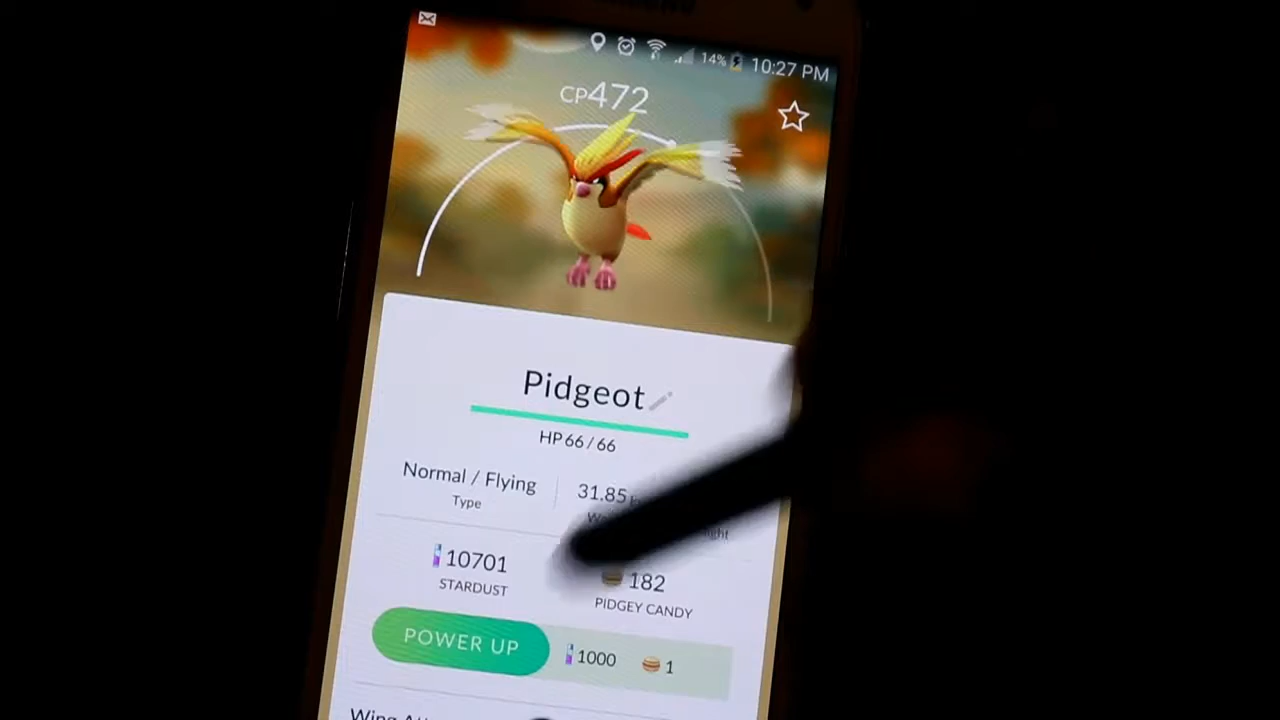 14% 10:27 PM
CP472
Pidgeot
HP 66 / 66
Normal / Flying
31.85
Type
10701
182
STARDUST
PIDGEY CANDY
POWER UP
1000
1
Wing